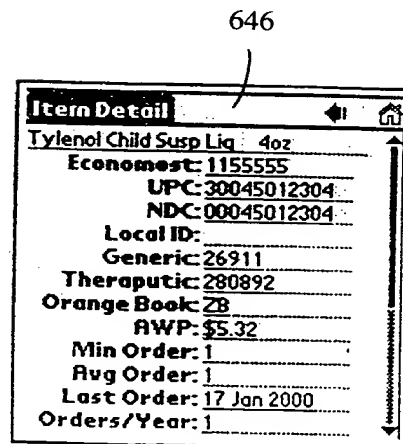 646
Item Detail
Tylenol Child Susp Liq 4oz
Economost: 1155555
UPC: 30045012304
NDC: 00045012304
Local ID:
Generic: 26911
Theraputic: 280892
Orange Book: ZB
AWP: $5.32
Min Order: 1
Avg Order: 1
Last Order: 17 Jan 2000
Orders/Year: 1